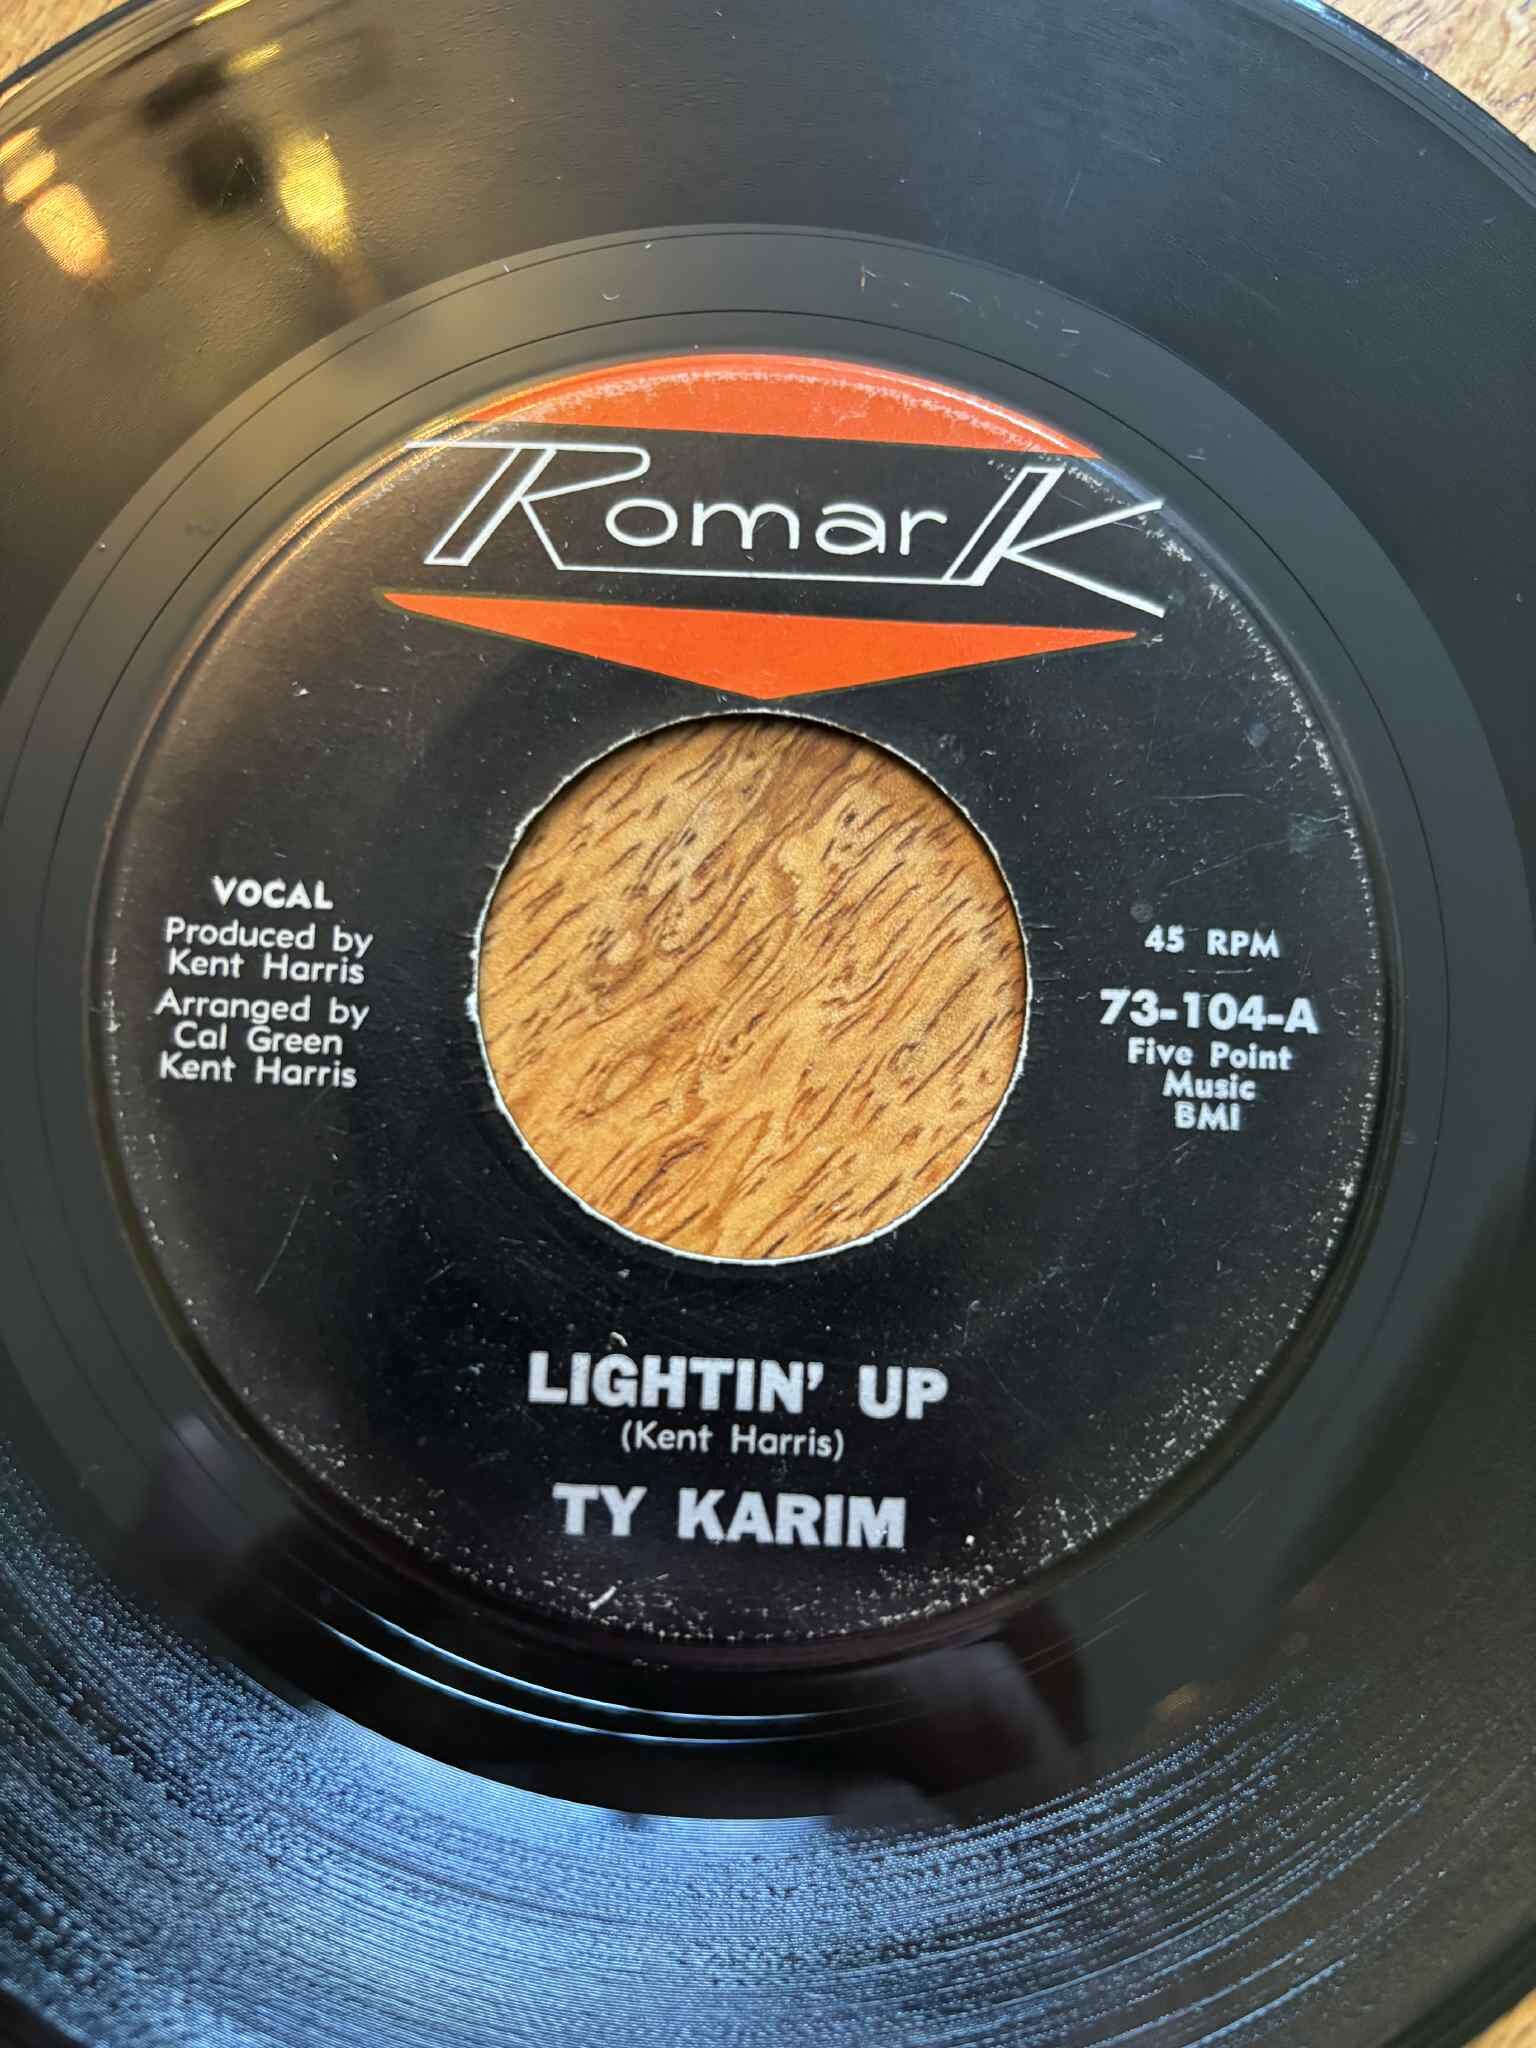 Romark
VOCAL
Produced by
Kent Harris
Arranged by
Cal Green
Kent Harris
45 RPM
73-104-A
Five Point
Music
BMI
LIGHTIN' UP
(Kent Harris)
TY KARIM